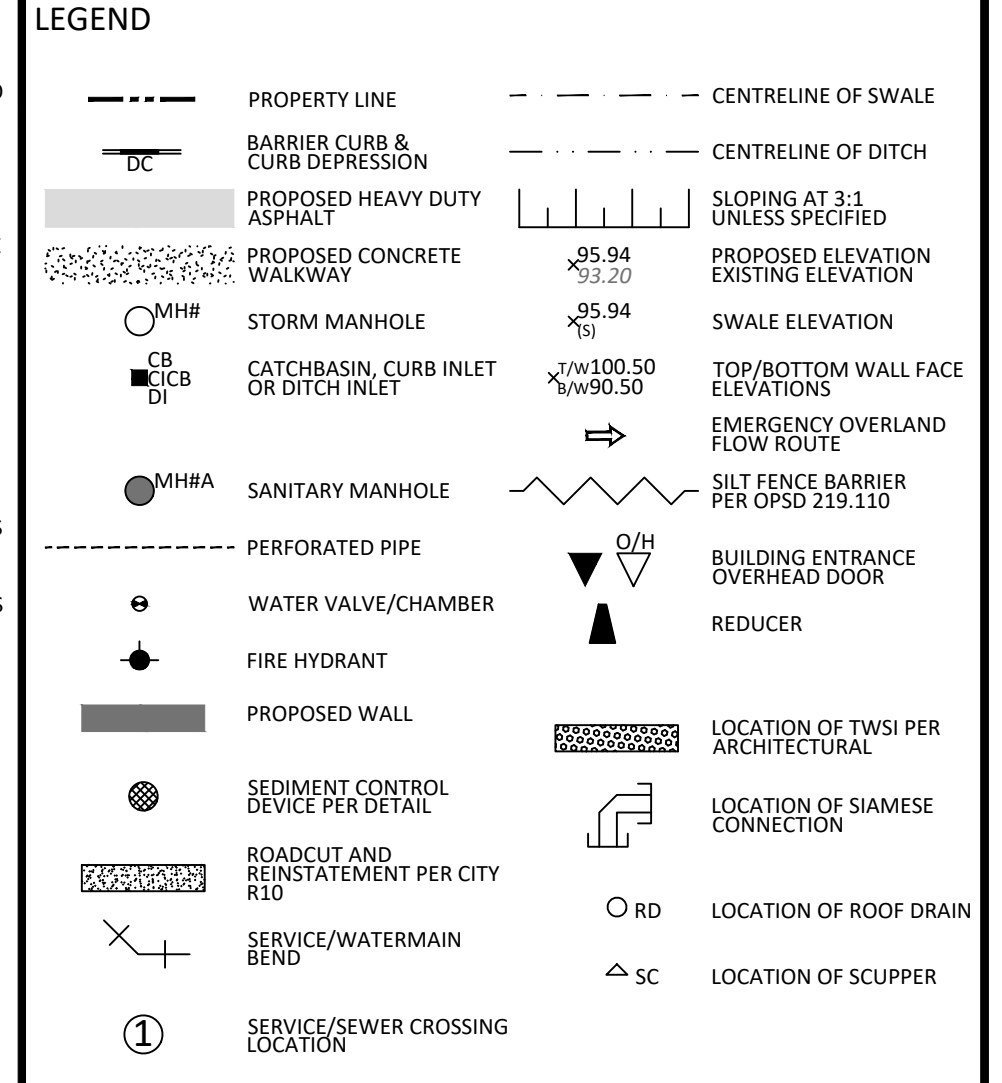 LEGEND
PROPERTY LINE
DC
BARRIER CURB &
CURB DEPRESSION
PROPOSED HEAVY DUTY
ASPHALT
PROPOSED CONCRETE
WALKWAY
MH#
STORM MANHOLE
CB
CICB
DI
CATCHBASIN, CURB INLET
OR DITCH INLET
MH#A
SANITARY MANHOLE
PERFORATED PIPE
WATER VALVE/CHAMBER
FIRE HYDRANT
PROPOSED WALL
SEDIMENT CONTROL
DEVICE PER DETAIL
ROADCUT AND
REINSTATEMENT PER CITY
R10
SERVICE/WATERMAIN
BEND
1
SERVICE/SEWER CROSSING
LOCATION
CENTRELINE OF SWALE
CENTRELINE OF DITCH
SLOPING AT 3:1
UNLESS SPECIFIED
95.94
93.20
PROPOSED ELEVATION
EXISTING ELEVATION
95.94
(S)
SWALE ELEVATION
T/W100.50
B/W90.50
TOP/BOTTOM WALL FACE
ELEVATIONS
EMERGENCY OVERLAND
FLOW ROUTE
SILT FENCE BARRIER
PER OPSD 219.110
O/H
BUILDING ENTRANCE
OVERHEAD DOOR
REDUCER
LOCATION OF TWSI PER
ARCHITECTURAL
LOCATION OF SIAMESE
CONNECTION
RD
LOCATION OF ROOF DRAIN
SC
LOCATION OF SCUPPER